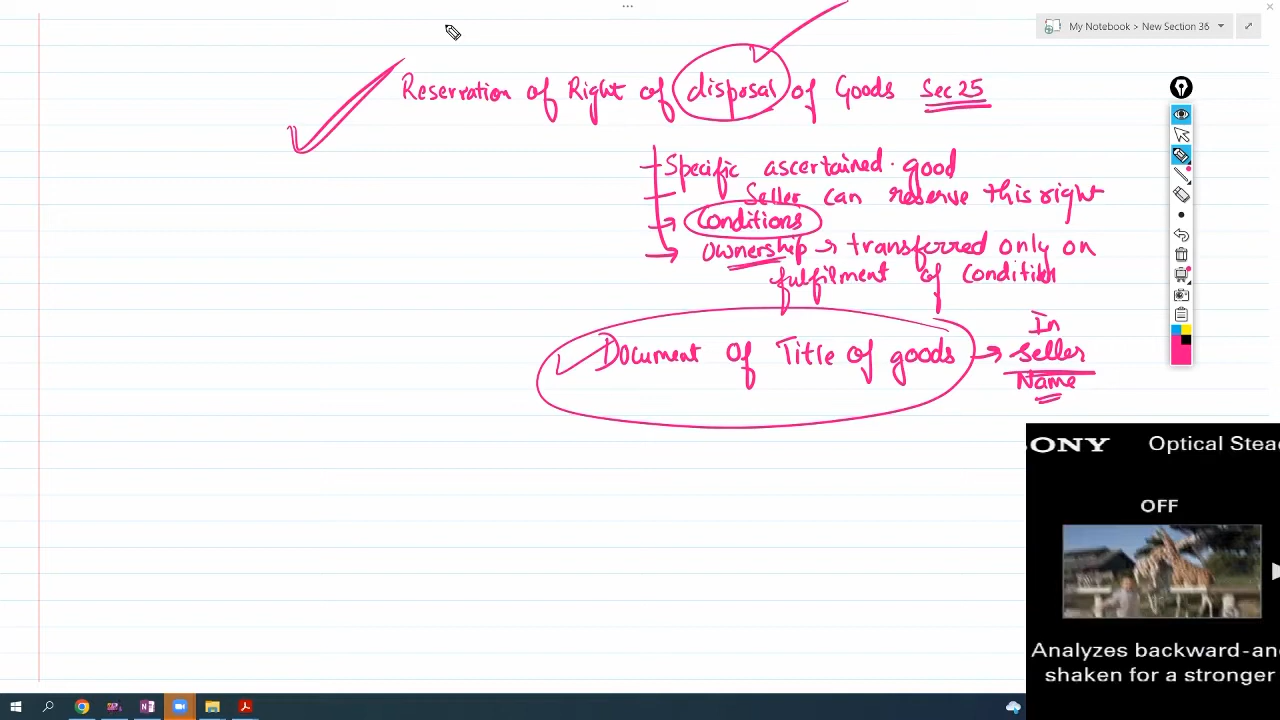 My Notebook > New Section 36
Reservation of Right of disposal of Goods Sec 25
Specific ascertained. good
Seller can reserve this right
Conditions
Ownership → transferred only on
fulfilment of condition
Document Of Title of goods → In
Seller
Name
ONY Optical Stea
OFF
Analyzes backward-an
shaken for a stronger